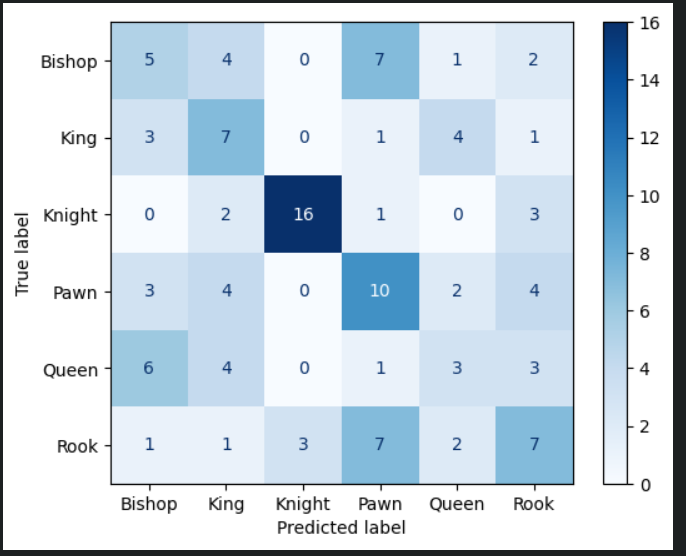 Bishop 5 4 0 7 1 2
King 3 7 0 1 4 1
Knight 0 2 16 1 0 3
Pawn 3 4 0 10 2 4
Queen 6 4 0 1 3 3
Rook 1 1 3 7 2 7
Bishop King Knight Pawn Queen Rook
Predicted label
True label
16
14
12
10
8
6
4
2
0